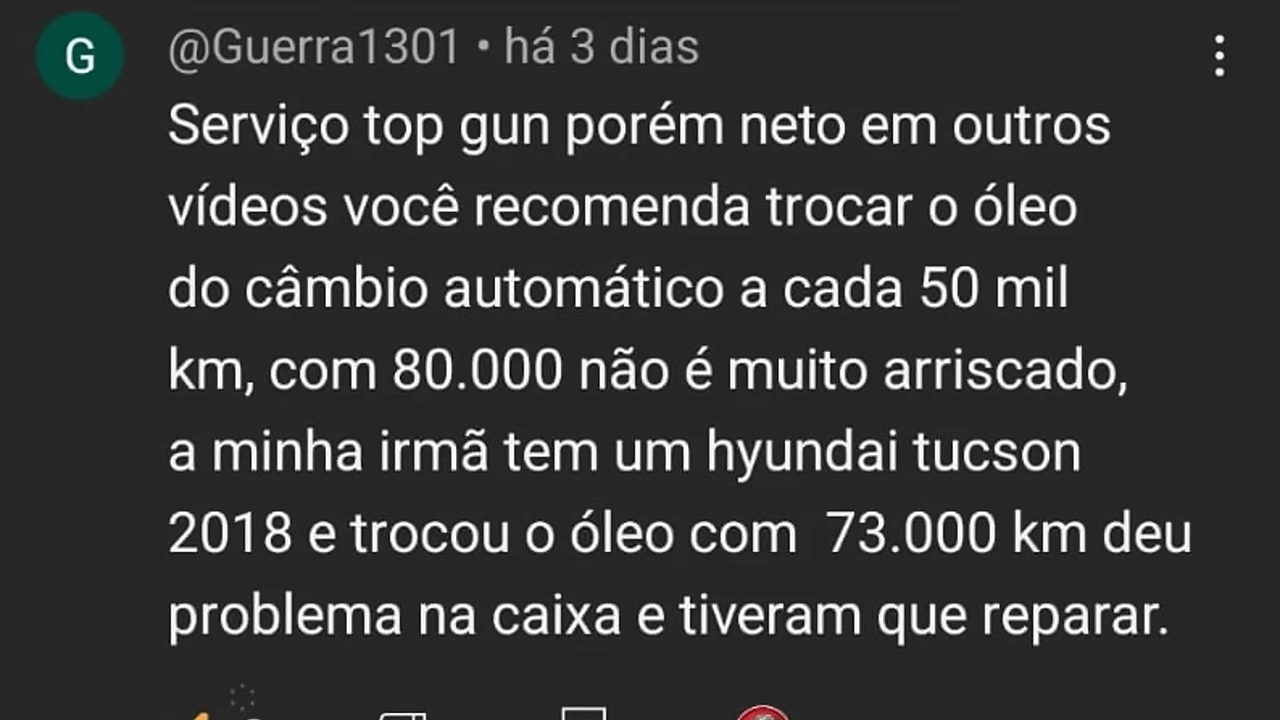 G
@Guerra1301 • há 3 dias
Serviço top gun porém neto em outros
vídeos você recomenda trocar o óleo
do câmbio automático a cada 50 mil
km, com 80.000 não é muito arriscado,
a minha irmã tem um hyundai tucson
2018 e trocou o óleo com  73.000 km deu
problema na caixa e tiveram que reparar.